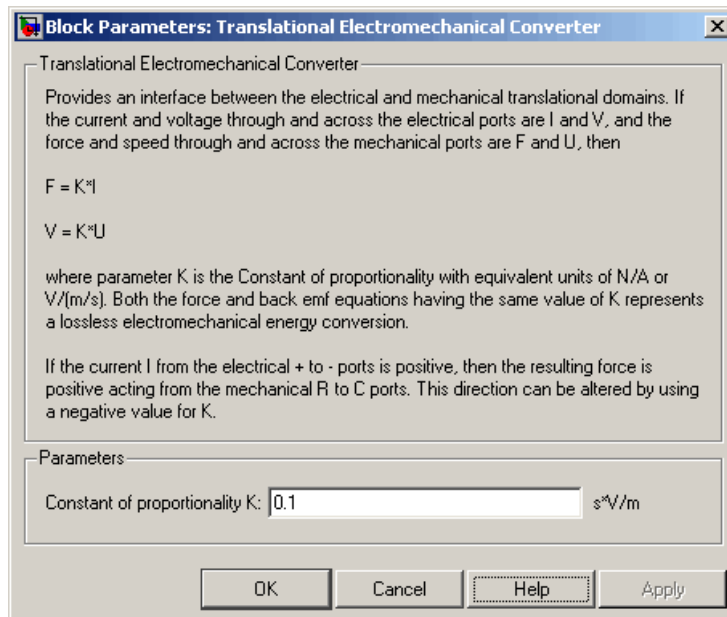 Block Parameters: Translational Electromechanical Converter
Translational Electromechanical Converter
Provides an interface between the electrical and mechanical translational domains. If
the current and voltage through and across the electrical ports are I and V, and the
force and speed through and across the mechanical ports are F and U, then
F = K*I
V = K*U
where parameter K is the Constant of proportionality with equivalent units of N/A or
V/(m/s). Both the force and back emf equations having the same value of K represents
a lossless electromechanical energy conversion.
If the current I from the electrical + to - ports is positive, then the resulting force is
positive acting from the mechanical R to C ports. This direction can be altered by using
a negative value for K.
Parameters
Constant of proportionality K: 0.1 s*V/m
OK Cancel Help Apply